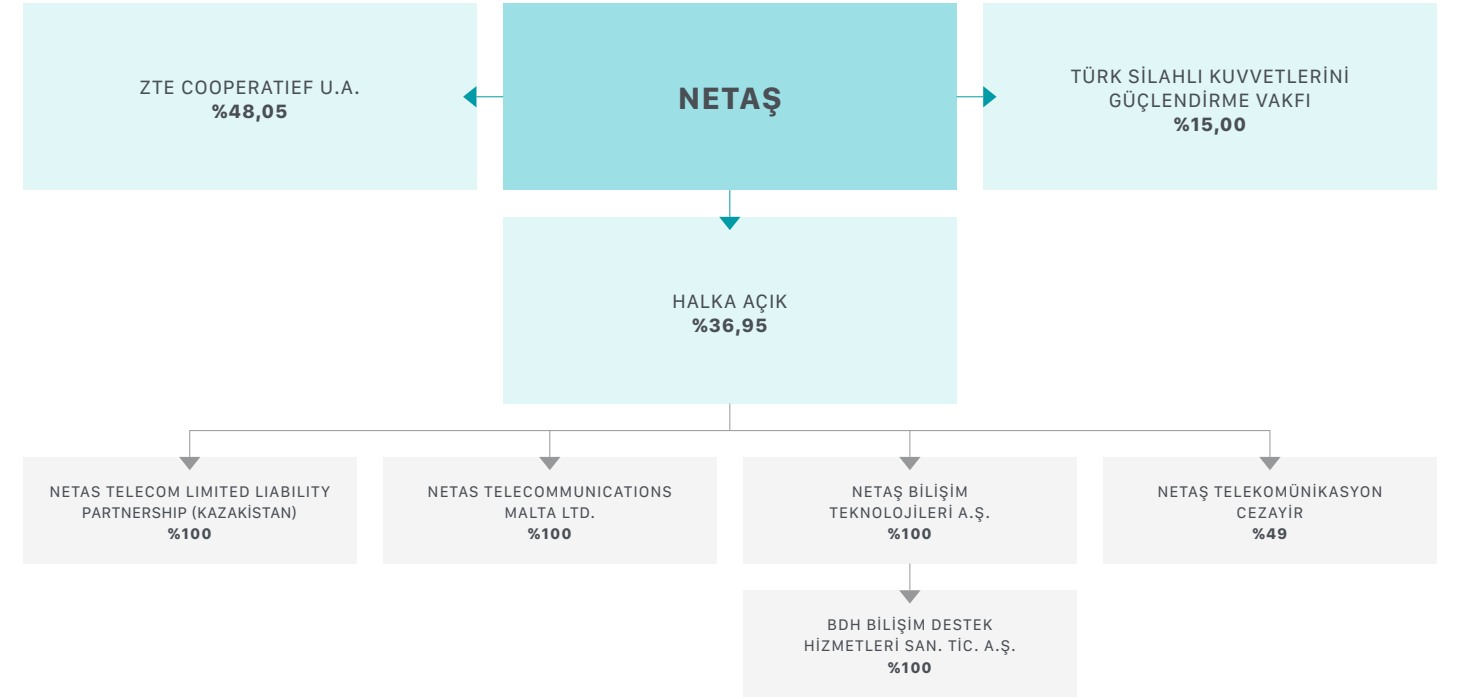 ZTE COOPERATIEF U.A.
%48,05
NETAŞ
TÜRK SİLAHLI KUVVETLERİNİ
GÜÇLENDİRME VAKFI
%15,00
HALKA AÇIK
%36,95
NETAS TELECOM LIMITED LIABILITY
PARTNERSHIP (KAZAKİSTAN)
%100
NETAS TELECOMMUNICATIONS
MALTA LTD.
%100
NETAŞ BİLİŞİM
TEKNOLOJİLERİ A.Ş.
%100
NETAŞ TELEKOMÜNİKASYON
CEZAYİR
%49
BDH BİLİŞİM DESTEK
HİZMETLERİ SAN. TİC. A.Ş.
%100